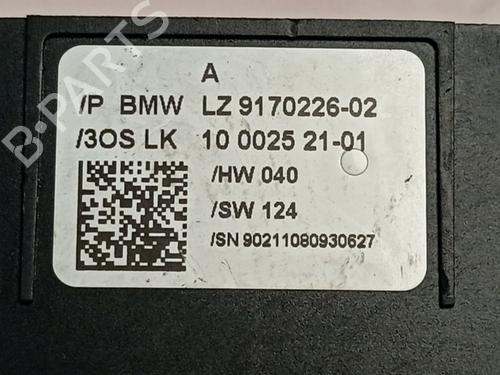 A
/P BMW LZ 9170226-02
/3OS LK 10 0025 21-01
/HW 040
/SW 124
/SN 90211080930627
B-PARTS